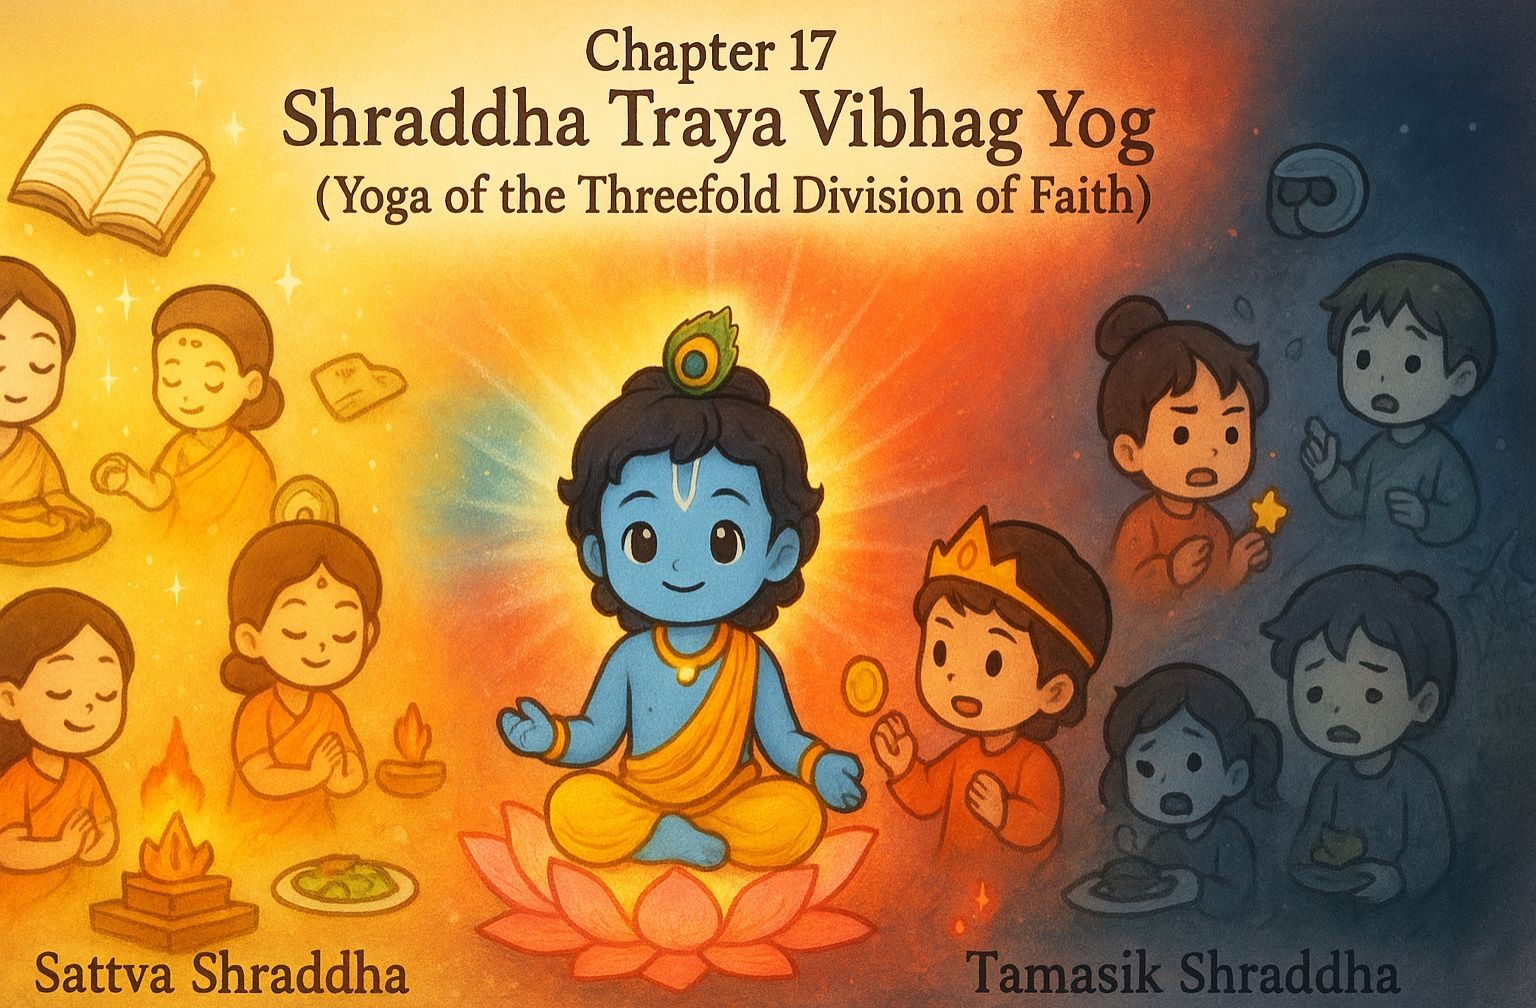 Chapter 17
Shraddha Traya Vibhag Yog
(Yoga of the Threefold Division of Faith)
Sattva Shraddha
Tamasik Shraddha